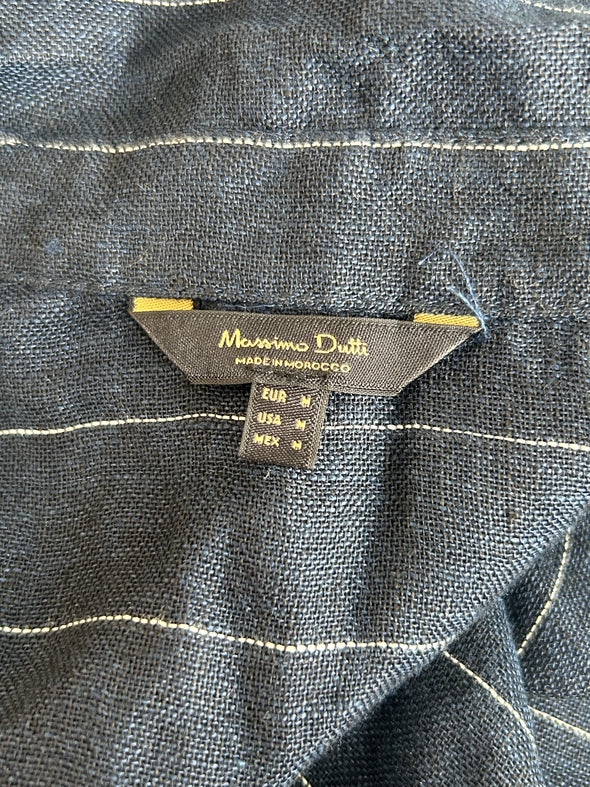 Massimo Dutti
MADE IN MOROCCO
EUR M
USA M
MEX M